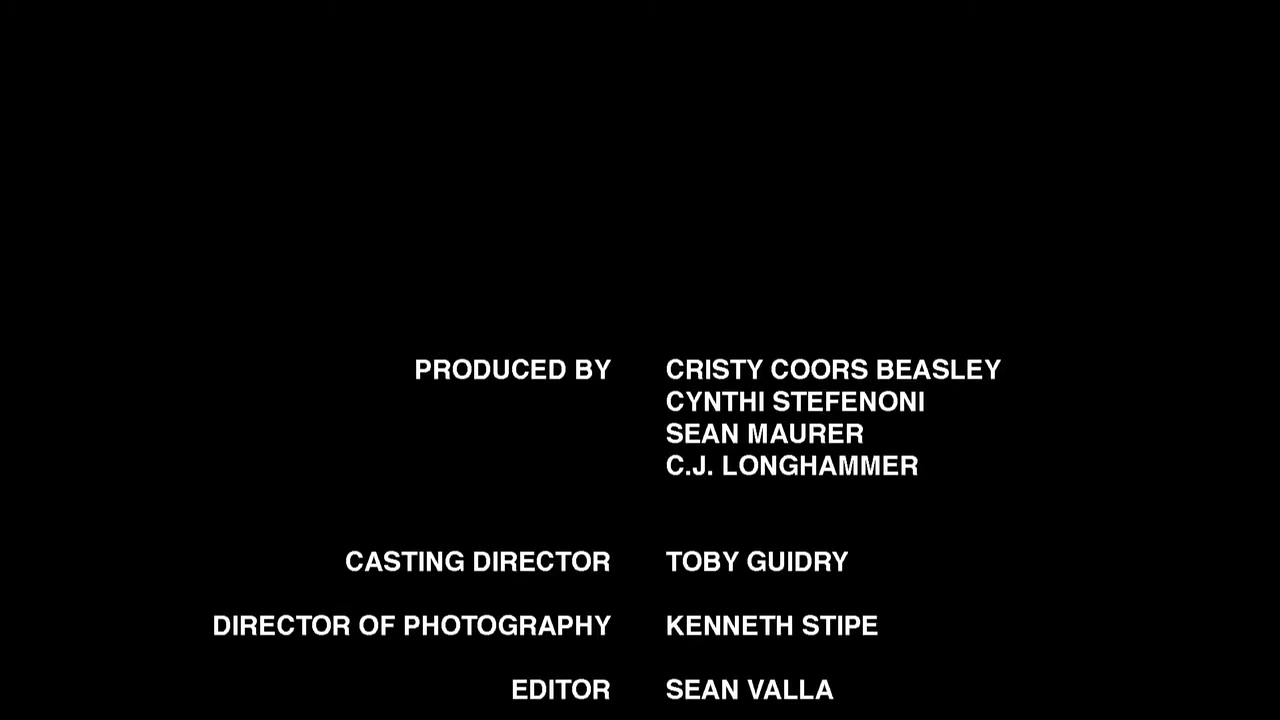 PRODUCED BY CRISTY COORS BEASLEY
CYNTHI STEFENONI
SEAN MAURER
C.J. LONGHAMMER
CASTING DIRECTOR TOBY GUIDRY
DIRECTOR OF PHOTOGRAPHY KENNETH STIPE
EDITOR SEAN VALLA